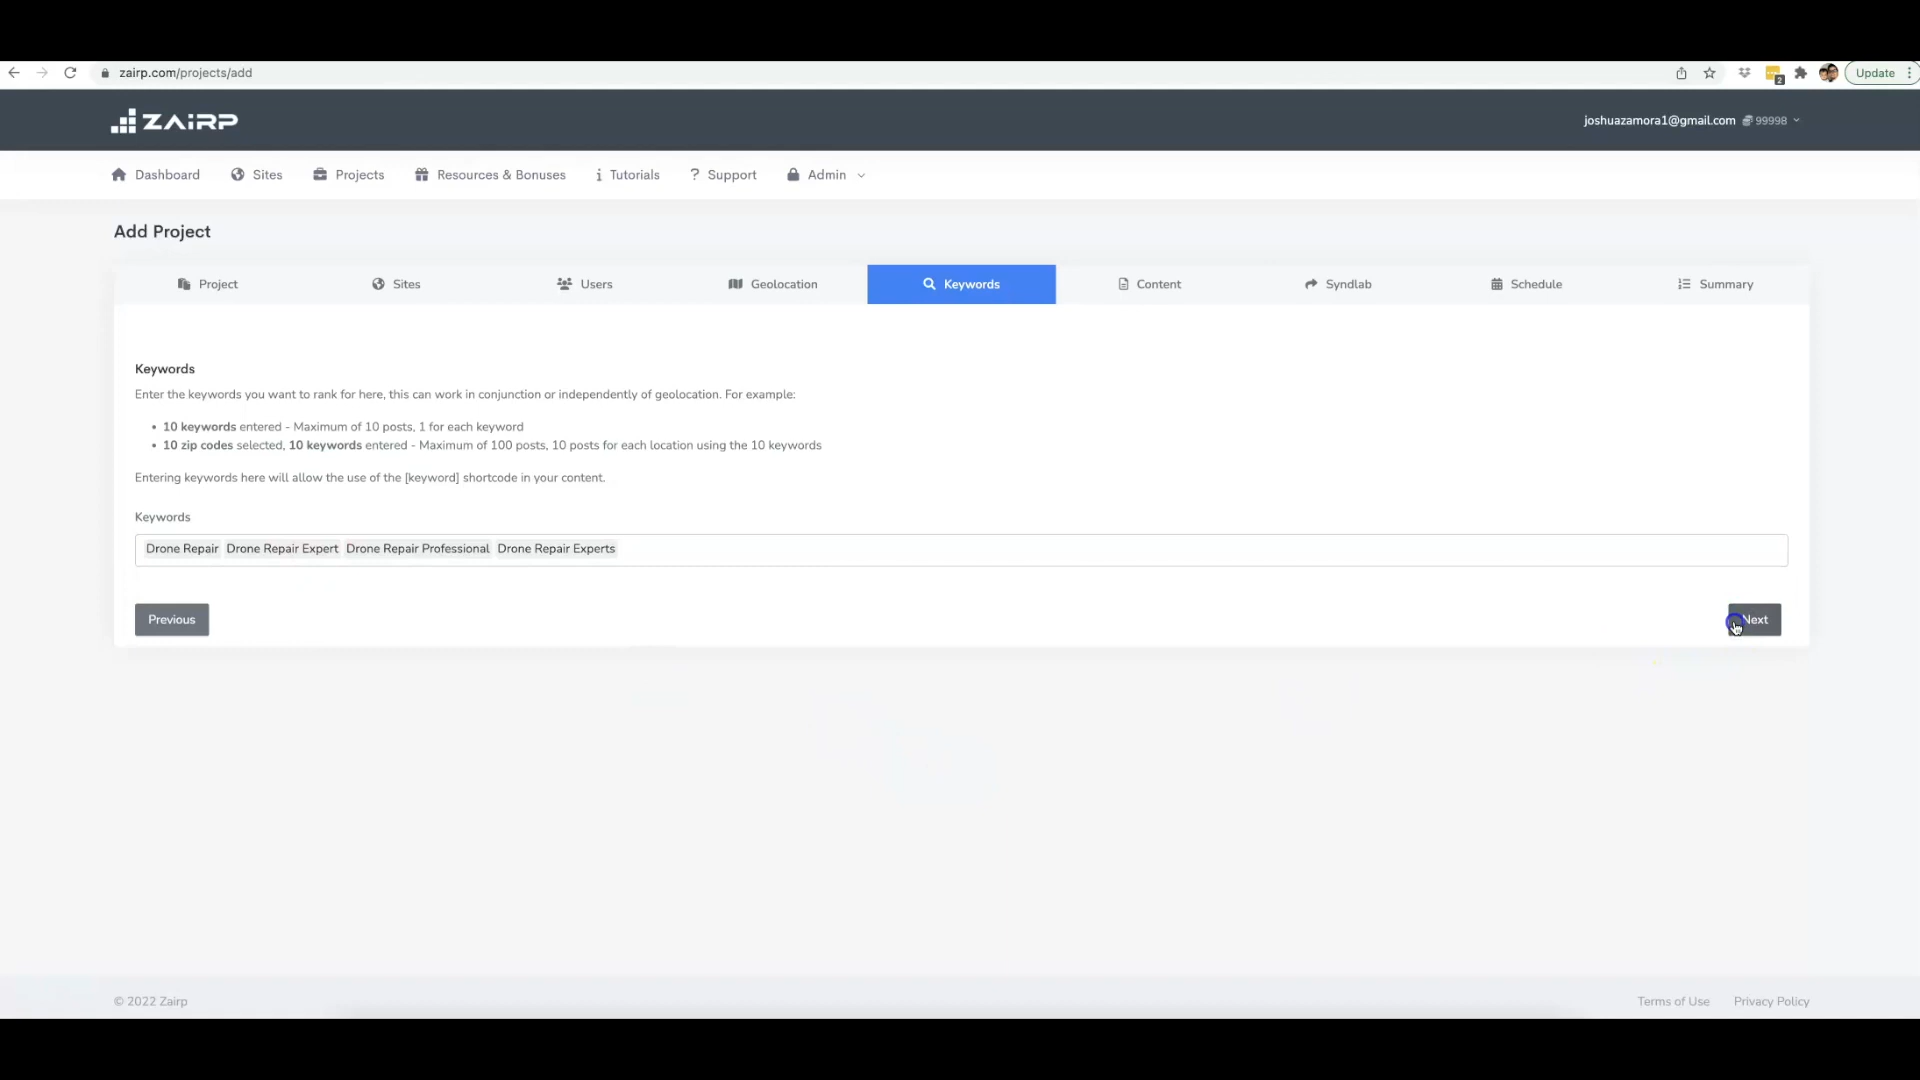 zairp.com/projects/add
Update
2
ZAiRP
joshuazamora1@gmail.com 99998
Dashboard Sites Projects Resources & Bonuses Tutorials Support Admin
Add Project
Project Sites Users Geolocation Keywords Content Syndlab Schedule Summary
Keywords
Enter the keywords you want to rank for here, this can work in conjunction or independently of geolocation. For example:
• 10 keywords entered - Maximum of 10 posts, 1 for each keyword
• 10 zip codes selected, 10 keywords entered - Maximum of 100 posts, 10 posts for each location using the 10 keywords
Entering keywords here will allow the use of the [keyword] shortcode in your content.
Keywords
Drone Repair Drone Repair Expert Drone Repair Professional Drone Repair Experts
Previous
Next
© 2022 Zairp
Terms of Use Privacy Policy